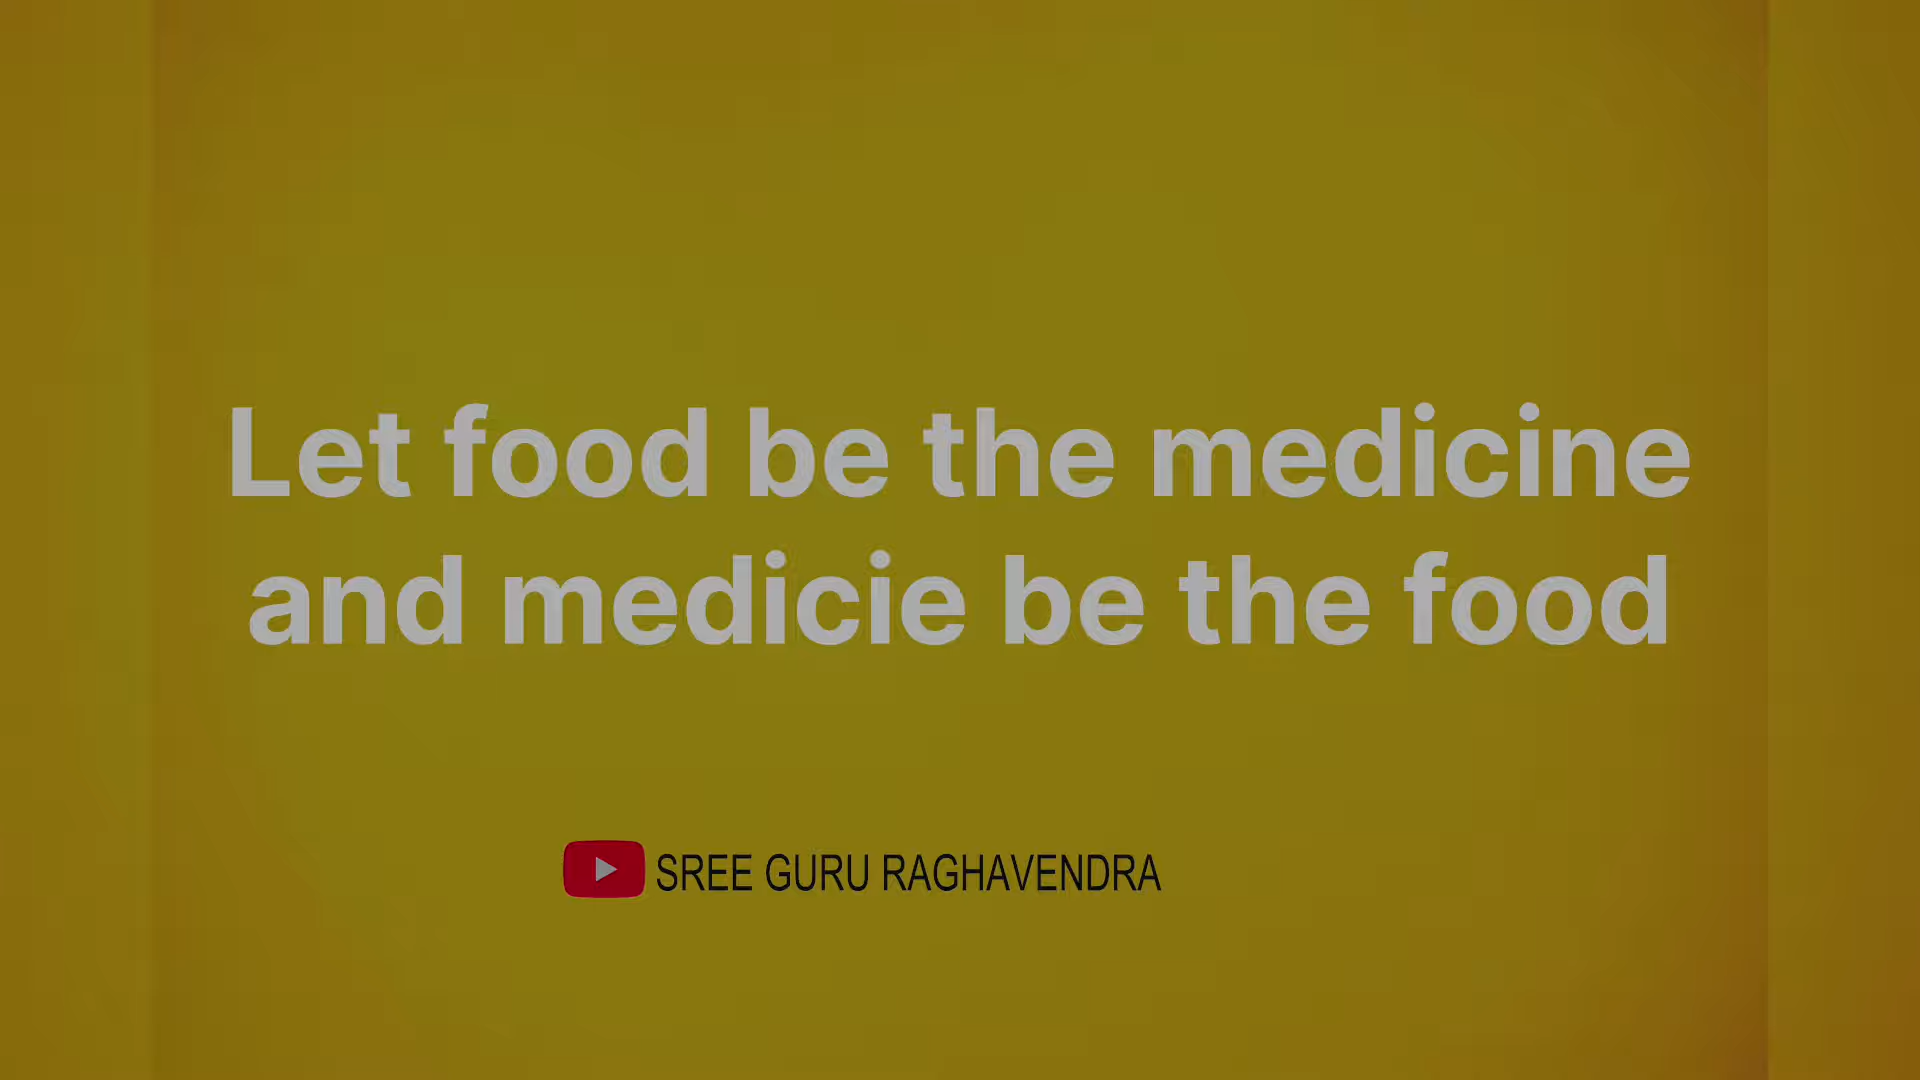 Let food be the medicine
and medicie be the food
SREE GURU RAGHAVENDRA